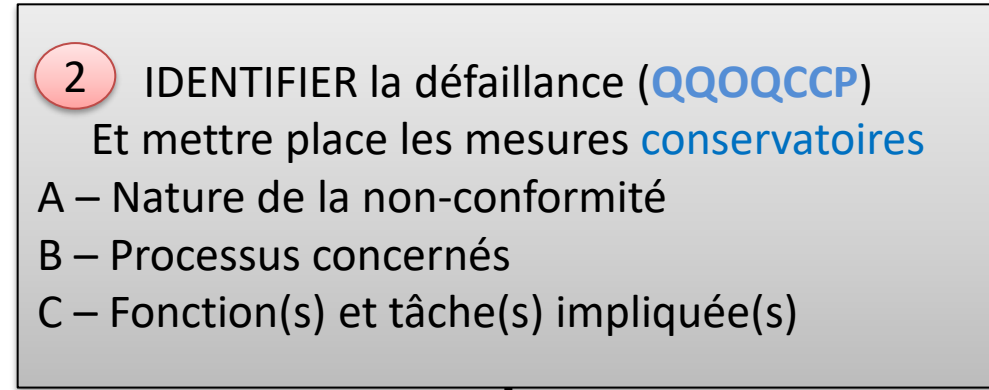 2 IDENTIFIER la défaillance (QQOQCCP)
Et mettre place les mesures conservatoires
A – Nature de la non-conformité
B – Processus concernés
C – Fonction(s) et tâche(s) impliquée(s)